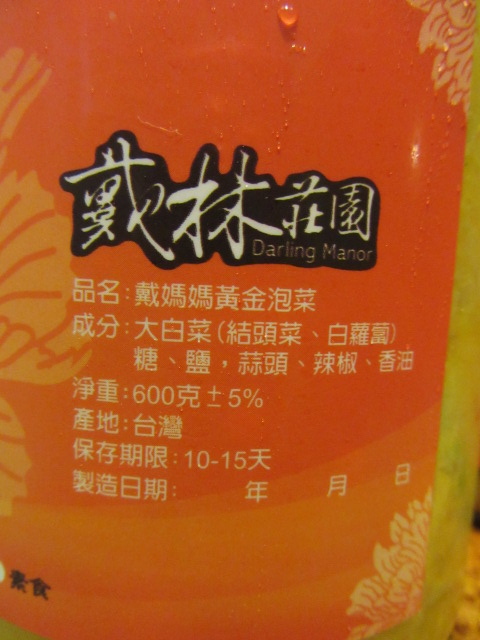 戴林莊園
Darling Manor
品名:戴媽媽黃金泡菜
成分:大白菜(結頭菜、白蘿蔔)
糖、鹽,蒜頭、辣椒、香油
淨重:600克±5%
產地:台灣
保存期限:10-15天
製造日期: 年 月 日
素食